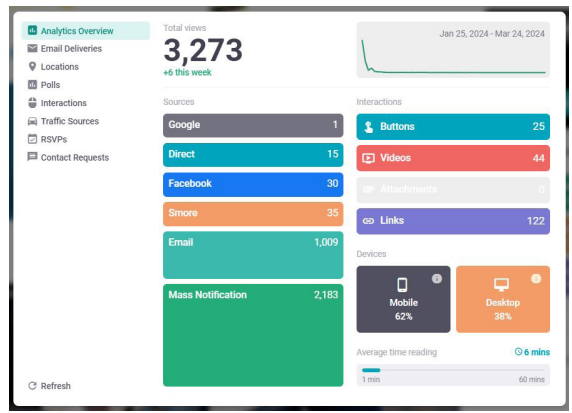 Analytics Overview
Email Deliveries
Locations
Polls
Interactions
Traffic Sources
RSVPs
Contact Requests
Refresh
Total views
3,273
+6 this week
Jan 25, 2024 - Mar 24, 2024
Sources
Google 1
Direct 15
Facebook 30
Smore 35
Email 1,009
Mass Notification 2,183
Interactions
Buttons 25
Videos 44
Attachments 0
Links 122
Devices
Mobile
62%
Desktop
38%
Average time reading 6 mins
1 min 60 mins